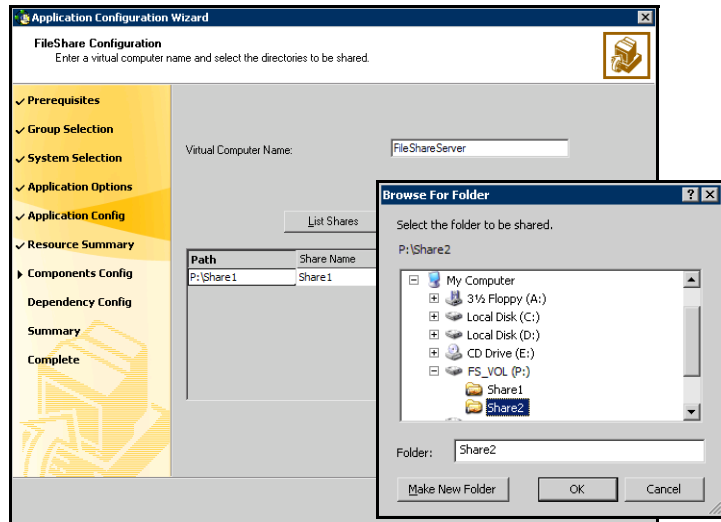 Application Configuration Wizard
FileShare Configuration
Enter a virtual computer name and select the directories to be shared.
Prerequisites
Group Selection
System Selection
Application Options
Application Config
Resource Summary
Components Config
Dependency Config
Summary
Complete
Virtual Computer Name:
FileShareServer
List Shares
Path
Share Name
P:\Share1
Share1
Browse For Folder
Select the folder to be shared.
P:\Share2
My Computer
3½ Floppy (A:)
Local Disk (C:)
Local Disk (D:)
CD Drive (E:)
FS_VOL (P:)
Share1
Share2
Folder:
Share2
Make New Folder
OK
Cancel